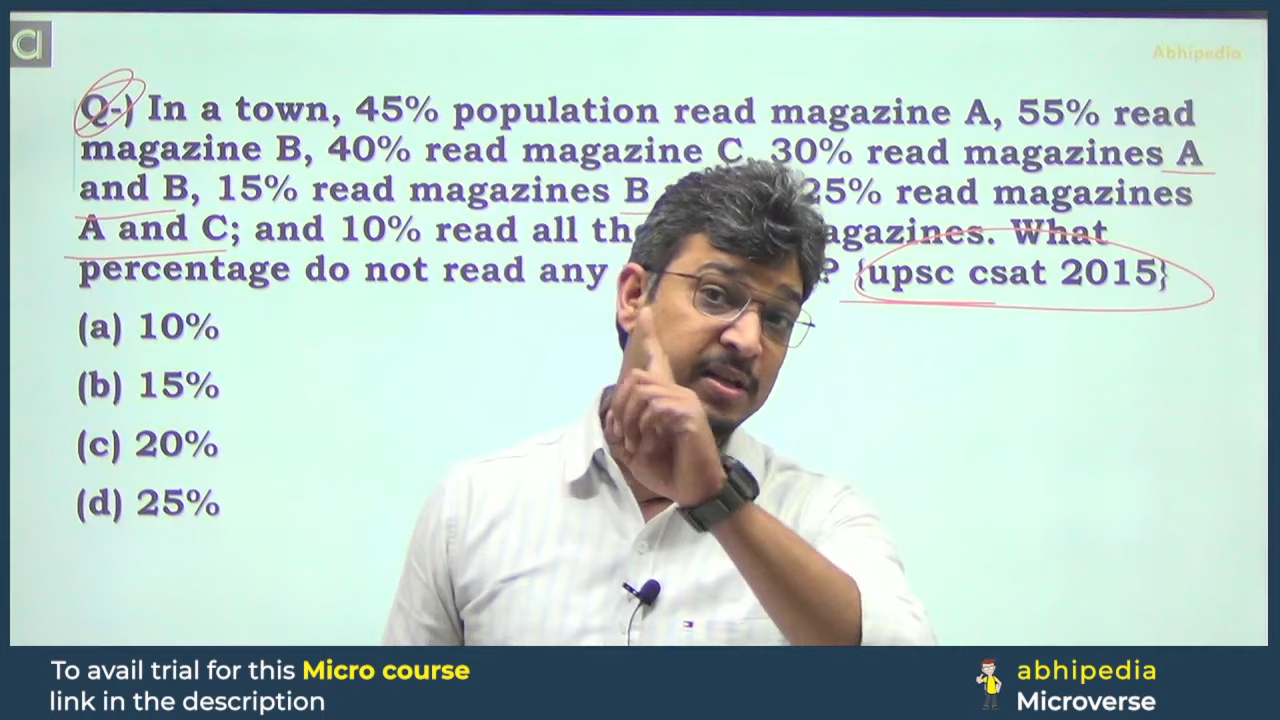 a
Abhipedia
Q-) In a town, 45% population read magazine A, 55% read
magazine B, 40% read magazine C, 30% read magazines A
and B, 15% read magazines B 25% read magazines
A and C; and 10% read all What
percentage do not read any ? {upsc csat 2015}
(a) 10%
(b) 15%
(c) 20%
(d) 25%
To avail trial for this Micro course
link in the description
abhipedia
Microverse